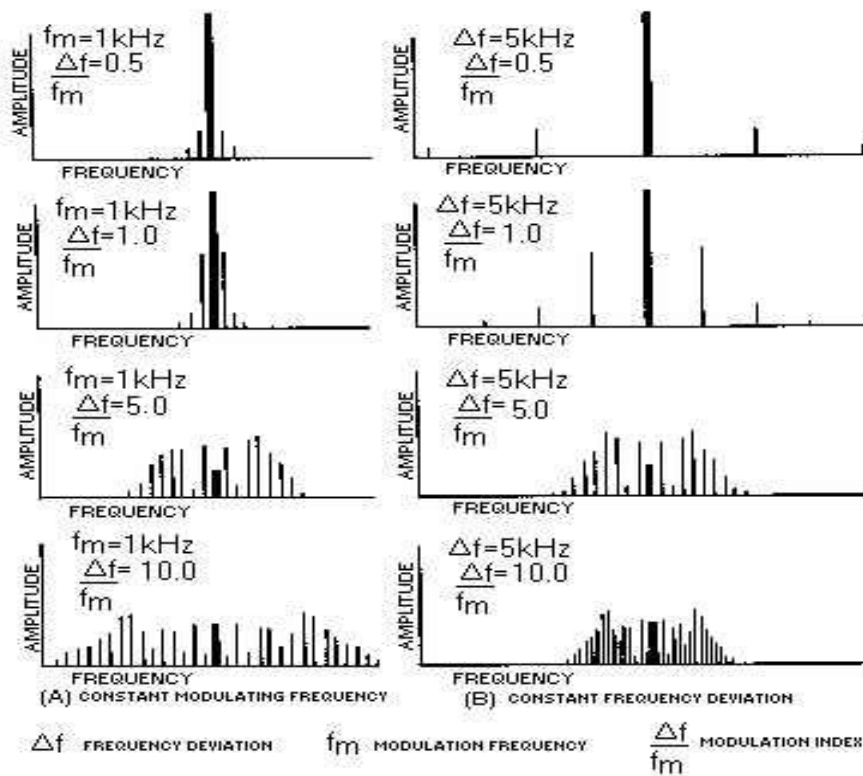 fm=1kHz
Δf=0.5
fm
AMPLITUDE
FREQUENCY
Δf=5kHz
Δf=0.5
fm
AMPLITUDE
FREQUENCY
fm=1kHz
Δf=1.0
fm
AMPLITUDE
FREQUENCY
Δf=5kHz
Δf= 1.0
fm
AMPLITUDE
FREQUENCY
fm=1kHz
Δf=5.0
fm
AMPLITUDE
FREQUENCY
Δf=5kHz
Δf= 5.0
fm
AMPLITUDE
FREQUENCY
fm=1kHz
Δf= 10.0
fm
AMPLITUDE
FREQUENCY
Δf=5kHz
Δf=10.0
fm
AMPLITUDE
FREQUENCY
(A) CONSTANT MODULATING FREQUENCY
(B) CONSTANT FREQUENCY DEVIATION
Δf FREQUENCY DEVIATION
fm MODULATION FREQUENCY
Δf
fm MODULATION INDEX